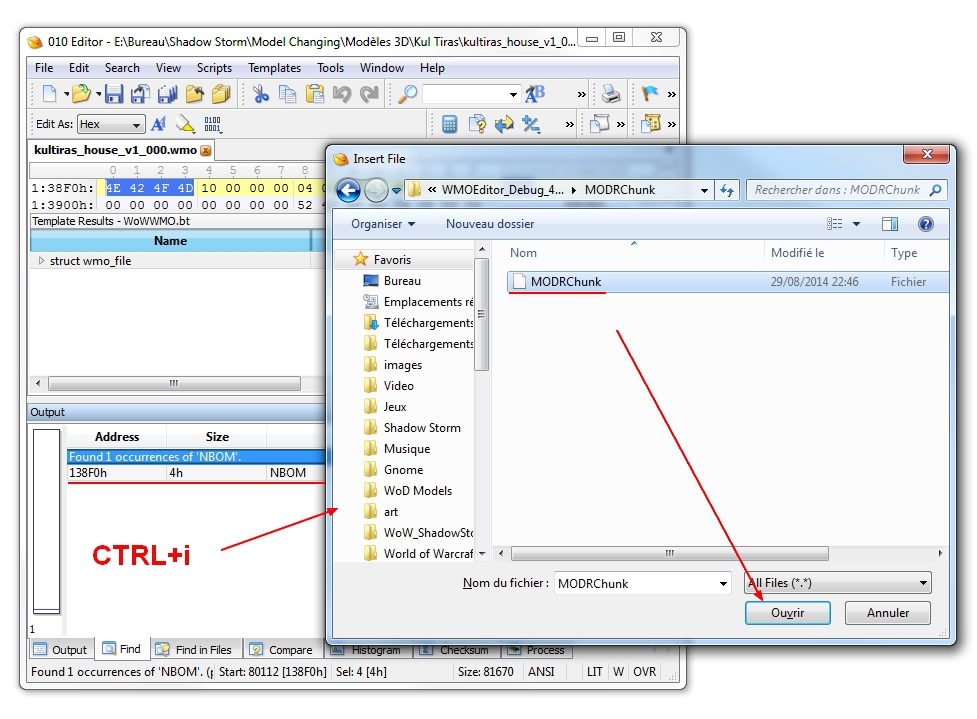 010 Editor - E:\Bureau\Shadow Storm\Model Changing\Modèles 3D\Kul Tiras\kultiras_house_v1_0...
File Edit Search View Scripts Templates Tools Window Help
Edit As: Hex
kultiras_house_v1_000.wmo
0 1 2 3 4 5 6 7 8
1:38F0h: 4E 42 4F 4D 10 00 00 00 04
1:3900h: 00 00 00 00 00 00 00 00 52
Template Results - WoWWMO.bt
Name
struct wmo_file
Output
Address Size
Found 1 occurrences of 'NBOM'.
138F0h 4h NBOM
CTRL+i
1
Output Find Find in Files Compare Histogram Checksum Process
Found 1 occurrences of 'NBOM'. Start: 80112 [138F0h] Sel: 4 [4h] Size: 81670 ANSI LIT W OVR
Insert File
« WMOEditor_Debug_4... MODRChunk Rechercher dans : MODRChunk
Organiser Nouveau dossier
Favoris
Bureau
Emplacements ré
Téléchargements
Téléchargements
images
Video
Jeux
Shadow Storm
Musique
Gnome
WoD Models
art
WoW_ShadowSto
World of Warcraf
Nom Modifié le Type
MODRChunk 29/08/2014 22:46 Fichier
Nom du fichier : MODRChunk All Files (*.*)
Ouvrir Annuler